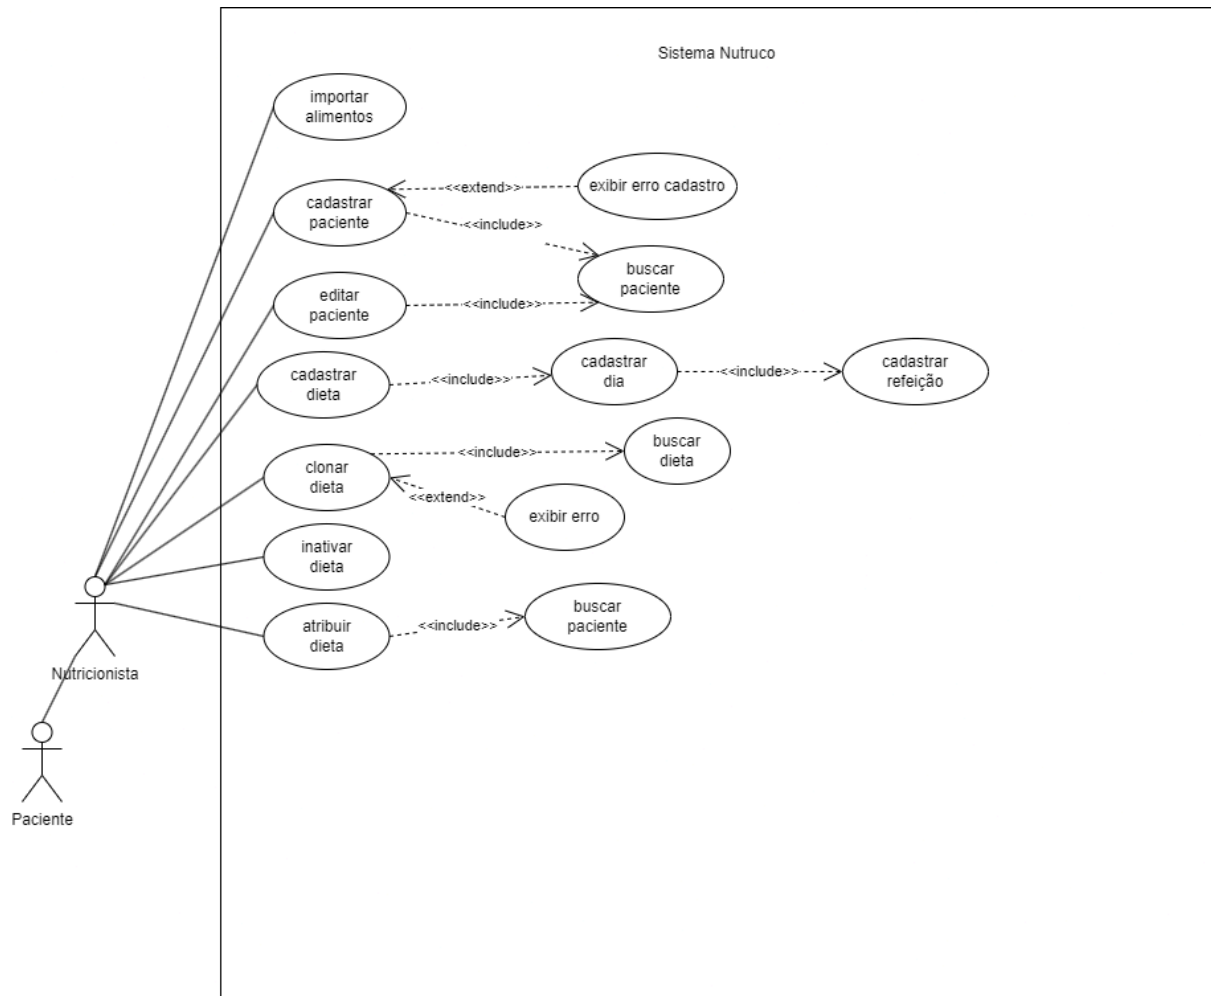 Sistema Nutruco
importar
alimentos
<<extend>>
exibir erro cadastro
cadastrar
paciente
<<include>>
buscar
paciente
editar
paciente
<<include>>
cadastrar
dieta
<<include>>
cadastrar
dia
<<include>>
cadastrar
refeição
clonar
dieta
<<include>>
buscar
dieta
<<extend>>
exibir erro
inativar
dieta
atribuir
dieta
<<include>>
buscar
paciente
Nutricionista
Paciente